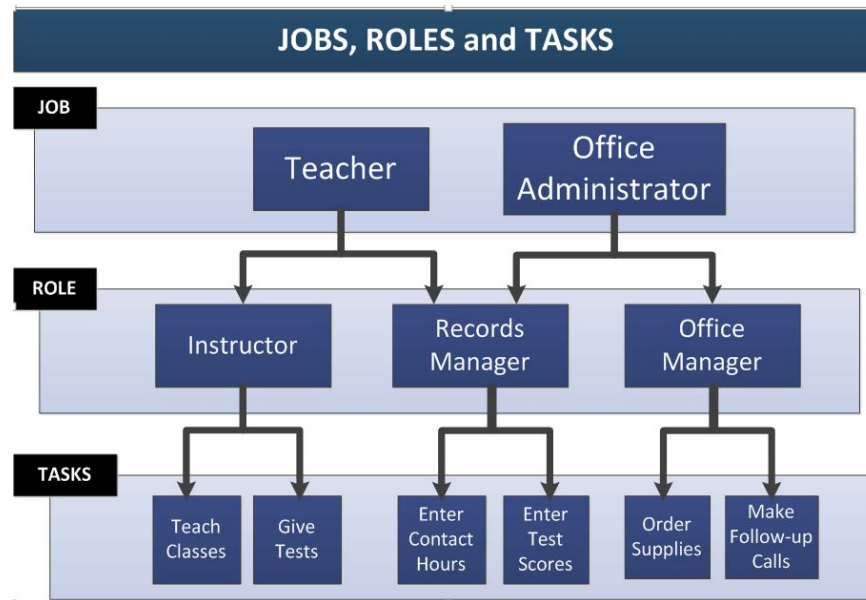 JOBS, ROLES and TASKS
JOB
Teacher
Office
Administrator
ROLE
Instructor
Records
Manager
Office
Manager
TASKS
Teach
Classes
Give
Tests
Enter
Contact
Hours
Enter
Test
Scores
Order
Supplies
Make
Follow-up
Calls